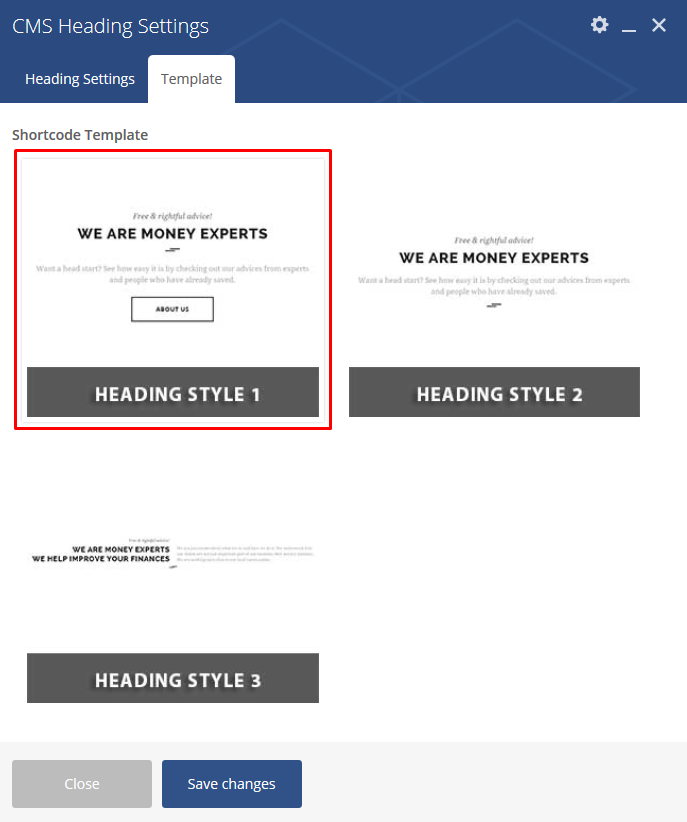 CMS Heading Settings
Heading Settings
Template
Shortcode Template
Free & rightful advice!
WE ARE MONEY EXPERTS
Want a head start? See how easy it is by checking out our advices from experts
and people who have already saved.
ABOUT US
HEADING STYLE 1
Free & rightful advice!
WE ARE MONEY EXPERTS
Want a head start? See how easy it is by checking out our advices from experts
and people who have already saved.
HEADING STYLE 2
Free & rightful advice!
WE ARE MONEY EXPERTS
WE HELP IMPROVE YOUR FINANCES
HEADING STYLE 3
Close
Save changes